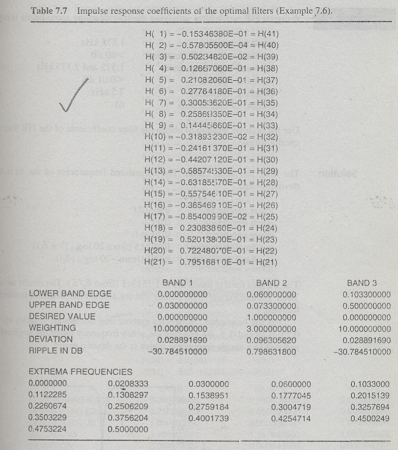 Table 7.7 Impulse response coefficients of the optimal filters (Example 7.6).
H( 1) = -0.15346380E-01 = H(41)
H( 2) = -0.57805500E-04 = H(40)
H( 3) = 0.50234820E-02 = H(39)
H( 4) = 0.12667060E-01 = H(38)
H( 5) = 0.21082060E-01 = H(37)
H( 6) = 0.27764180E-01 = H(36)
H( 7) = 0.30053620E-01 = H(35)
H( 8) = 0.25869350E-01 = H(34)
H( 9) = 0.14445660E-01 = H(33)
H(10) = -0.31893230E-02 = H(32)
H(11) = -0.24161370E-01 = H(31)
H(12) = -0.44207120E-01 = H(30)
H(13) = -0.58574530E-01 = H(29)
H(14) = -0.63185570E-01 = H(28)
H(15) = -0.55754610E-01 = H(27)
H(16) = -0.36546910E-01 = H(26)
H(17) = -0.85400990E-02 = H(25)
H(18) = 0.23083860E-01 = H(24)
H(19) = 0.52013800E-01 = H(23)
H(20) = 0.72248070E-01 = H(22)
H(21) = 0.79516810E-01 = H(21)
BAND 1 BAND 2 BAND 3
LOWER BAND EDGE 0.000000000 0.060000000 0.103300000
UPPER BAND EDGE 0.030000000 0.073300000 0.500000000
DESIRED VALUE 0.000000000 1.000000000 0.000000000
WEIGHTING 10.000000000 3.000000000 10.000000000
DEVIATION 0.028891690 0.096305620 0.028891690
RIPPLE IN DB -30.784510000 0.798631800 -30.784510000
EXTREMA FREQUENCIES
0.0000000 0.0208333 0.0300000 0.0600000 0.1033000
0.1122285 0.1308297 0.1538951 0.1777045 0.2015139
0.2260674 0.2506209 0.2759184 0.3004719 0.3257694
0.3503229 0.3756204 0.4001739 0.4254714 0.4500249
0.4753224 0.5000000